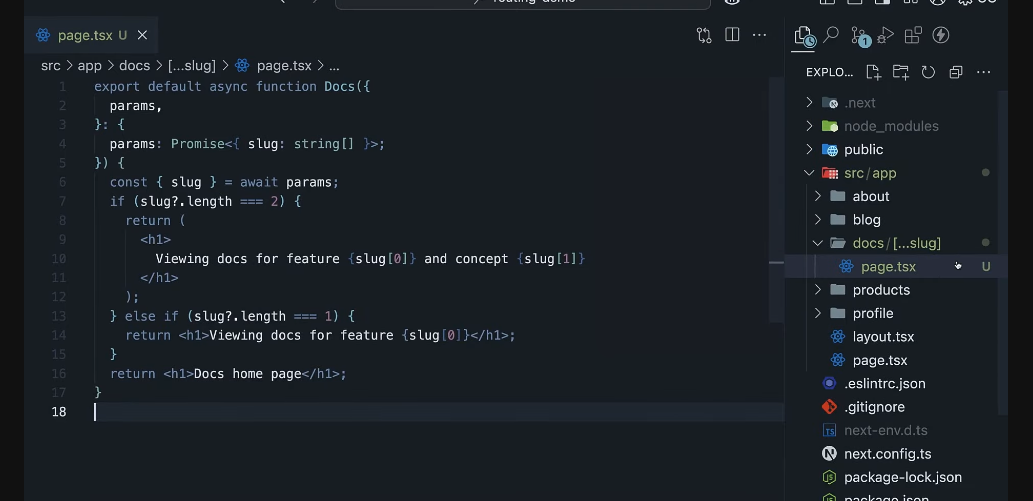 routing-demo
page.tsx U
src > app > docs > [...slug] > page.tsx > ...
1 export default async function Docs({
2 params,
3 }: {
4 params: Promise<{ slug: string[] }>;
5 }) {
6 const { slug } = await params;
7 if (slug?.length === 2) {
8 return (
9 <h1>
10 Viewing docs for feature {slug[0]} and concept {slug[1]}
11 </h1>
12 );
13 } else if (slug?.length === 1) {
14 return <h1>Viewing docs for feature {slug[0]}</h1>;
15 }
16 return <h1>Docs home page</h1>;
17 }
18
1
EXPLO...
.next
node_modules
public
src/app
about
blog
docs/[...slug]
page.tsx U
products
profile
layout.tsx
page.tsx
.eslintrc.json
.gitignore
TS next-env.d.ts
N next.config.ts
JS package-lock.json
package.json